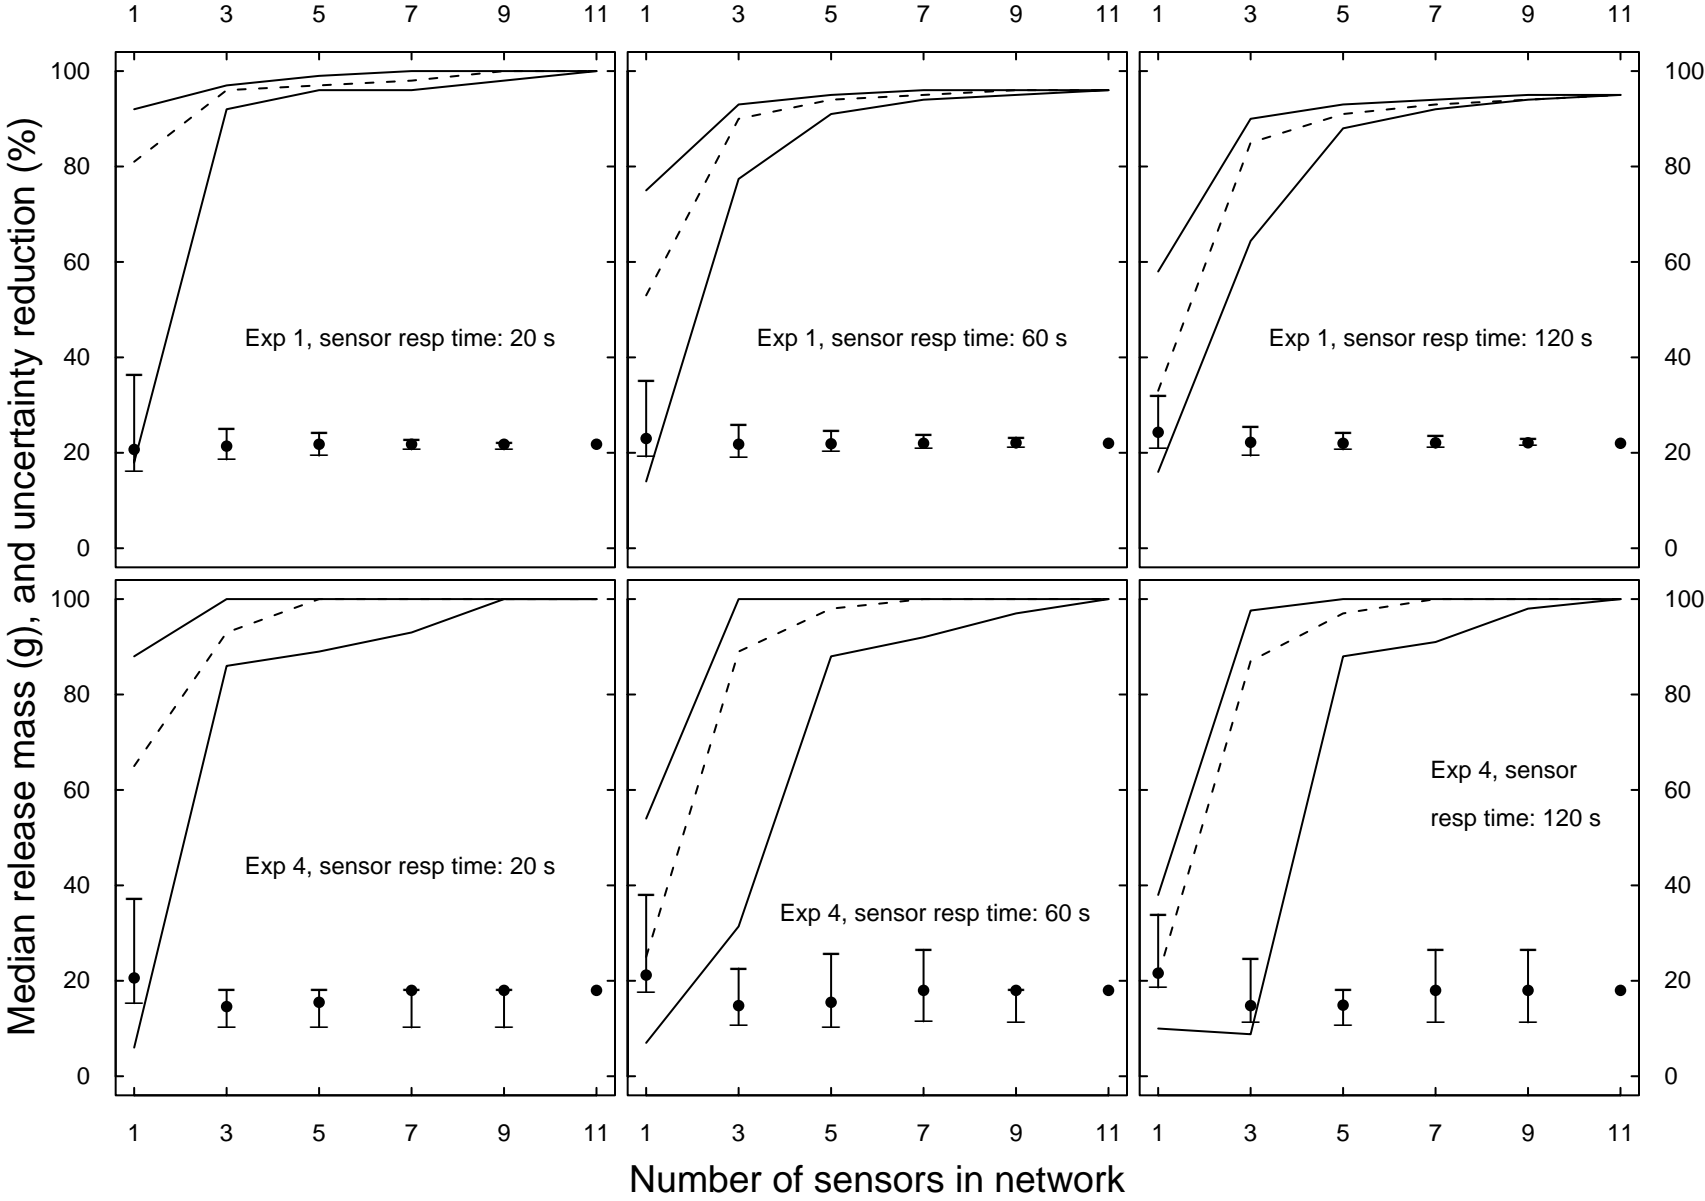 1 3 5 7 9 11 1 3 5 7 9 11 1 3 5 7 9 11
Median release mass (g), and uncertainty reduction (%)
100 100
80 80
60 60
Exp 1, sensor resp time: 20 s
Exp 1, sensor resp time: 60 s
Exp 1, sensor resp time: 120 s
40 40
20 20
0 0
100 100
80 80
Exp 4, sensor
resp time: 120 s
60 60
Exp 4, sensor resp time: 20 s
40 40
Exp 4, sensor resp time: 60 s
20 20
0 0
1 3 5 7 9 11 1 3 5 7 9 11 1 3 5 7 9 11
Number of sensors in network